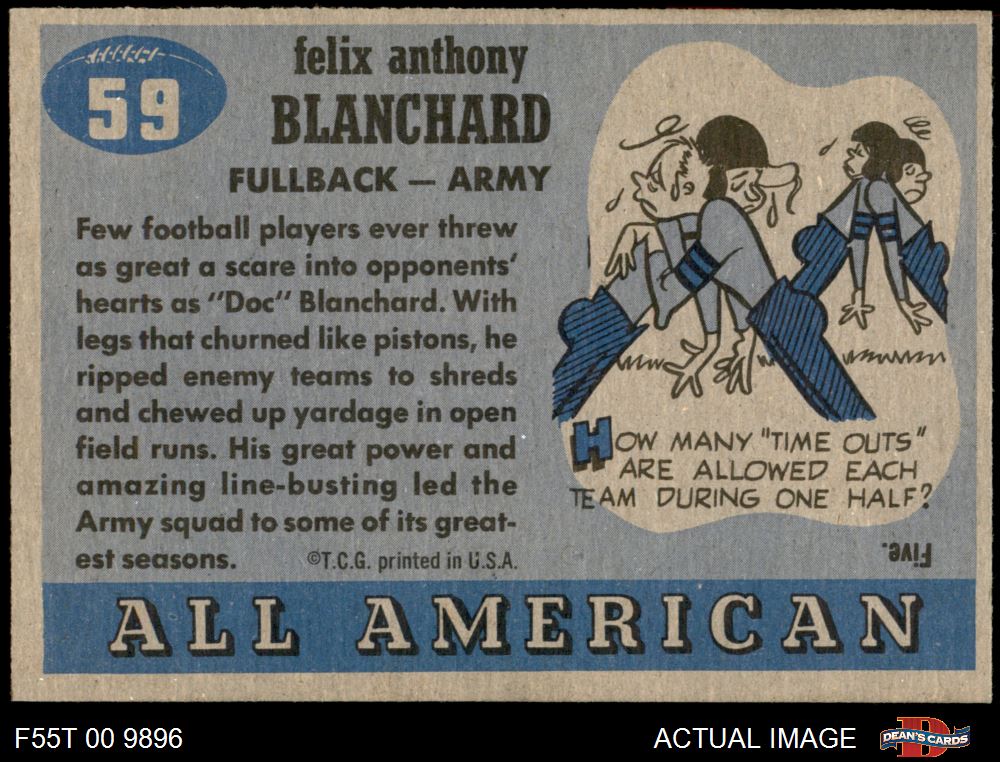 59
felix anthony
BLANCHARD
FULLBACK — ARMY
Few football players ever threw
as great a scare into opponents'
hearts as "Doc" Blanchard. With
legs that churned like pistons, he
ripped enemy teams to shreds
and chewed up yardage in open
field runs. His great power and
amazing line-busting led the
Army squad to some of its great-
est seasons. ©T.C.G. printed in U.S.A.
HOW MANY "TIME OUTS"
ARE ALLOWED EACH
TEAM DURING ONE HALF?
Five.
ALL AMERICAN
F55T 00 9896
ACTUAL IMAGE
D
DEAN'S CARDS